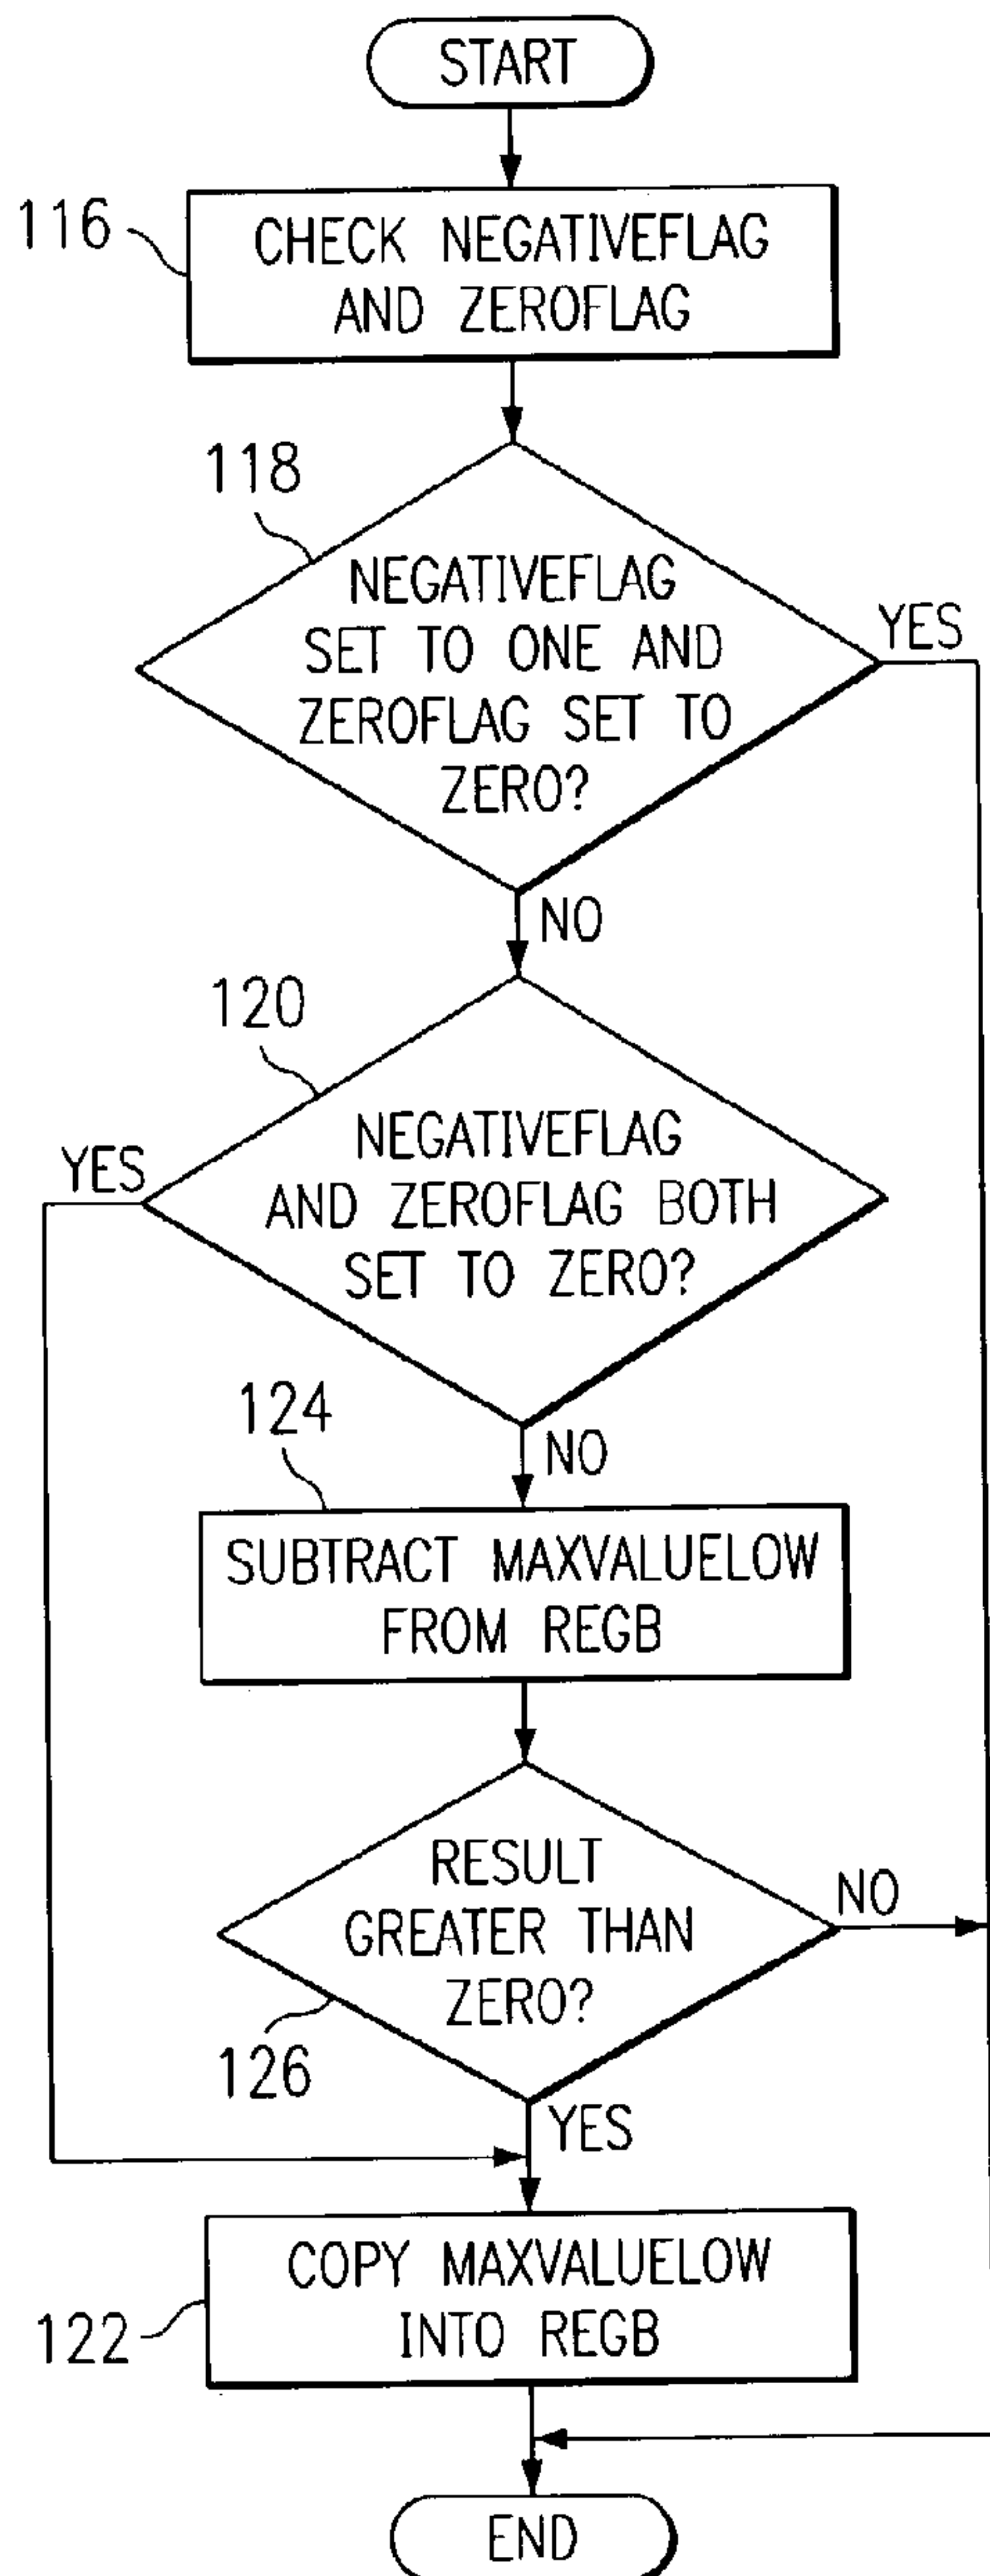 START
116
CHECK NEGATIVEFLAG
AND ZEROFLAG
118
NEGATIVEFLAG
SET TO ONE AND
ZEROFLAG SET TO
ZERO?
YES
NO
120
NEGATIVEFLAG
AND ZEROFLAG BOTH
SET TO ZERO?
YES
NO
124
SUBTRACT MAXVALUELOW
FROM REGB
RESULT
GREATER THAN
ZERO?
NO
126
YES
COPY MAXVALUELOW
INTO REGB
122
END